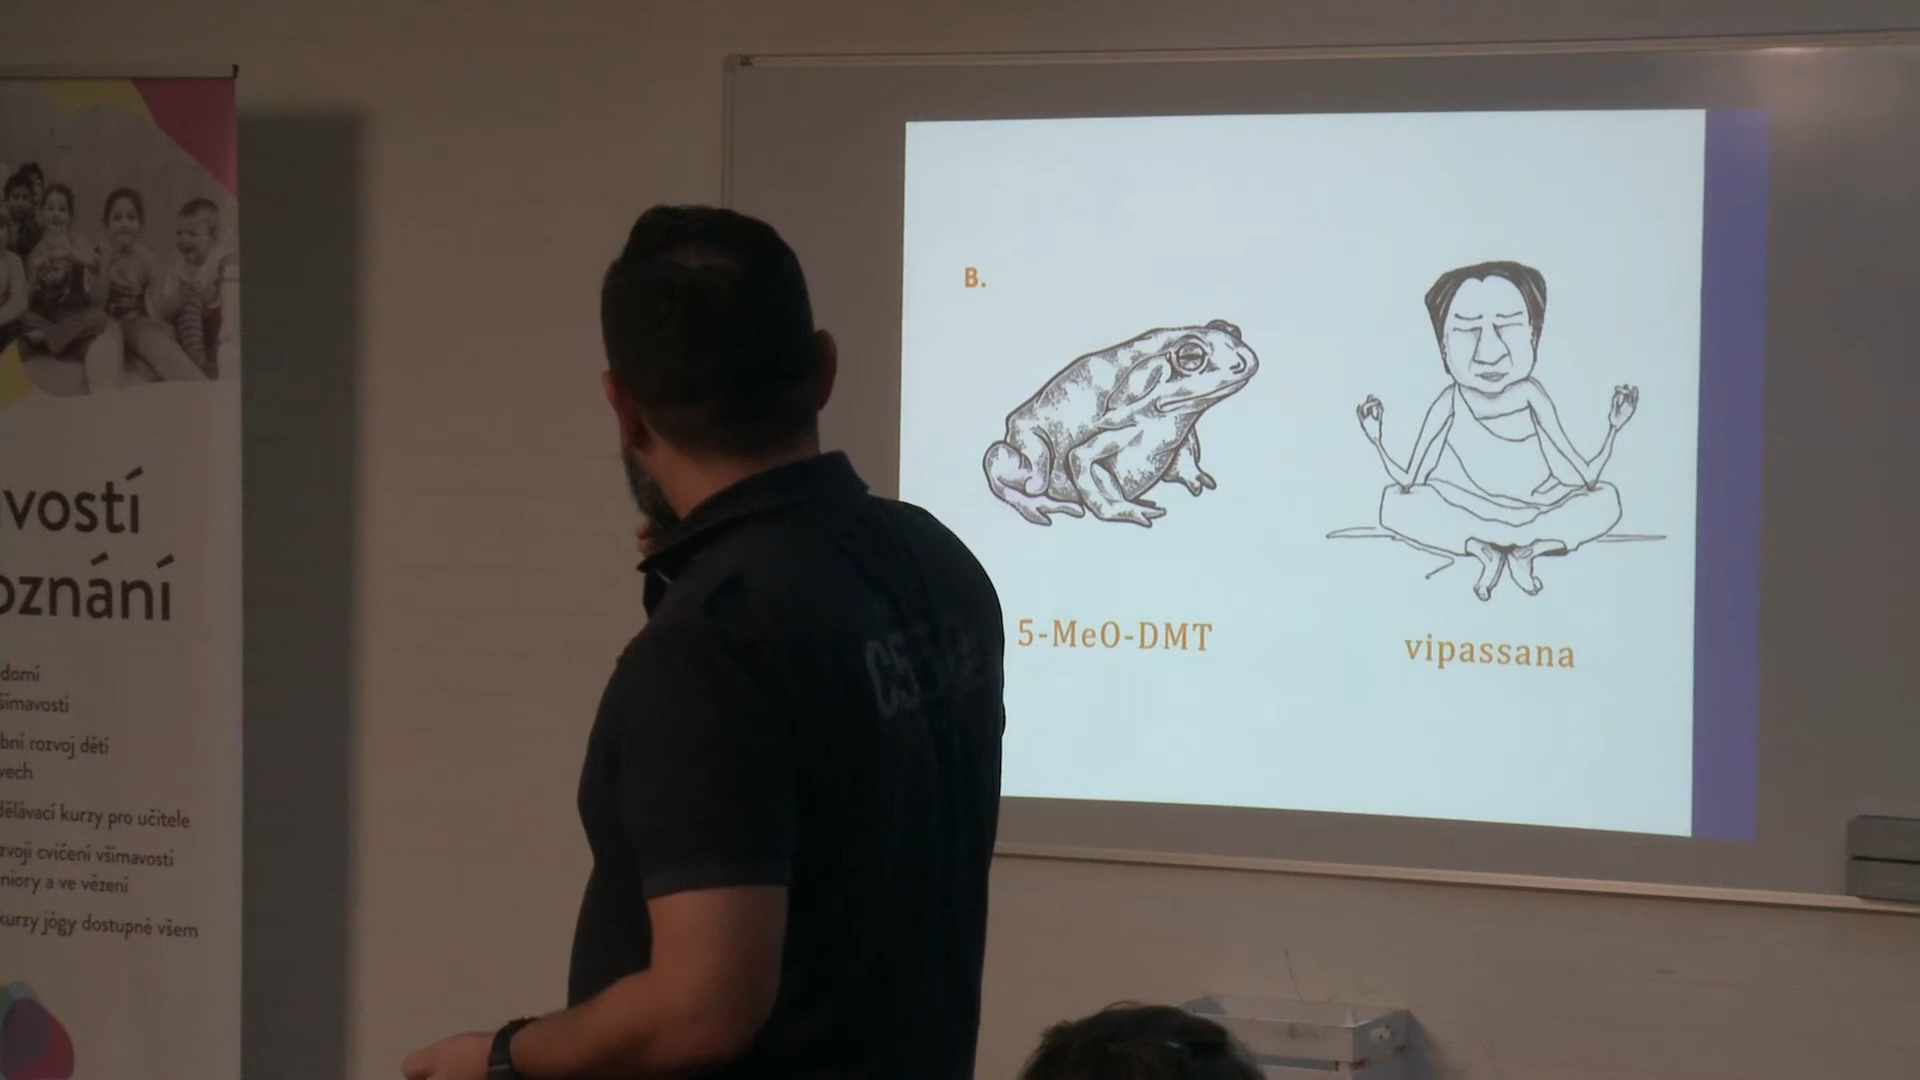 vostí
oznání
domí
šímavosti
bní rozvoj dětí
vech
dělávací kurzy pro učitele
zvoji cvičení všímavosti
niory a ve vězení
kurzy jógy dostupné všem
B.
5-MeO-DMT
vipassana